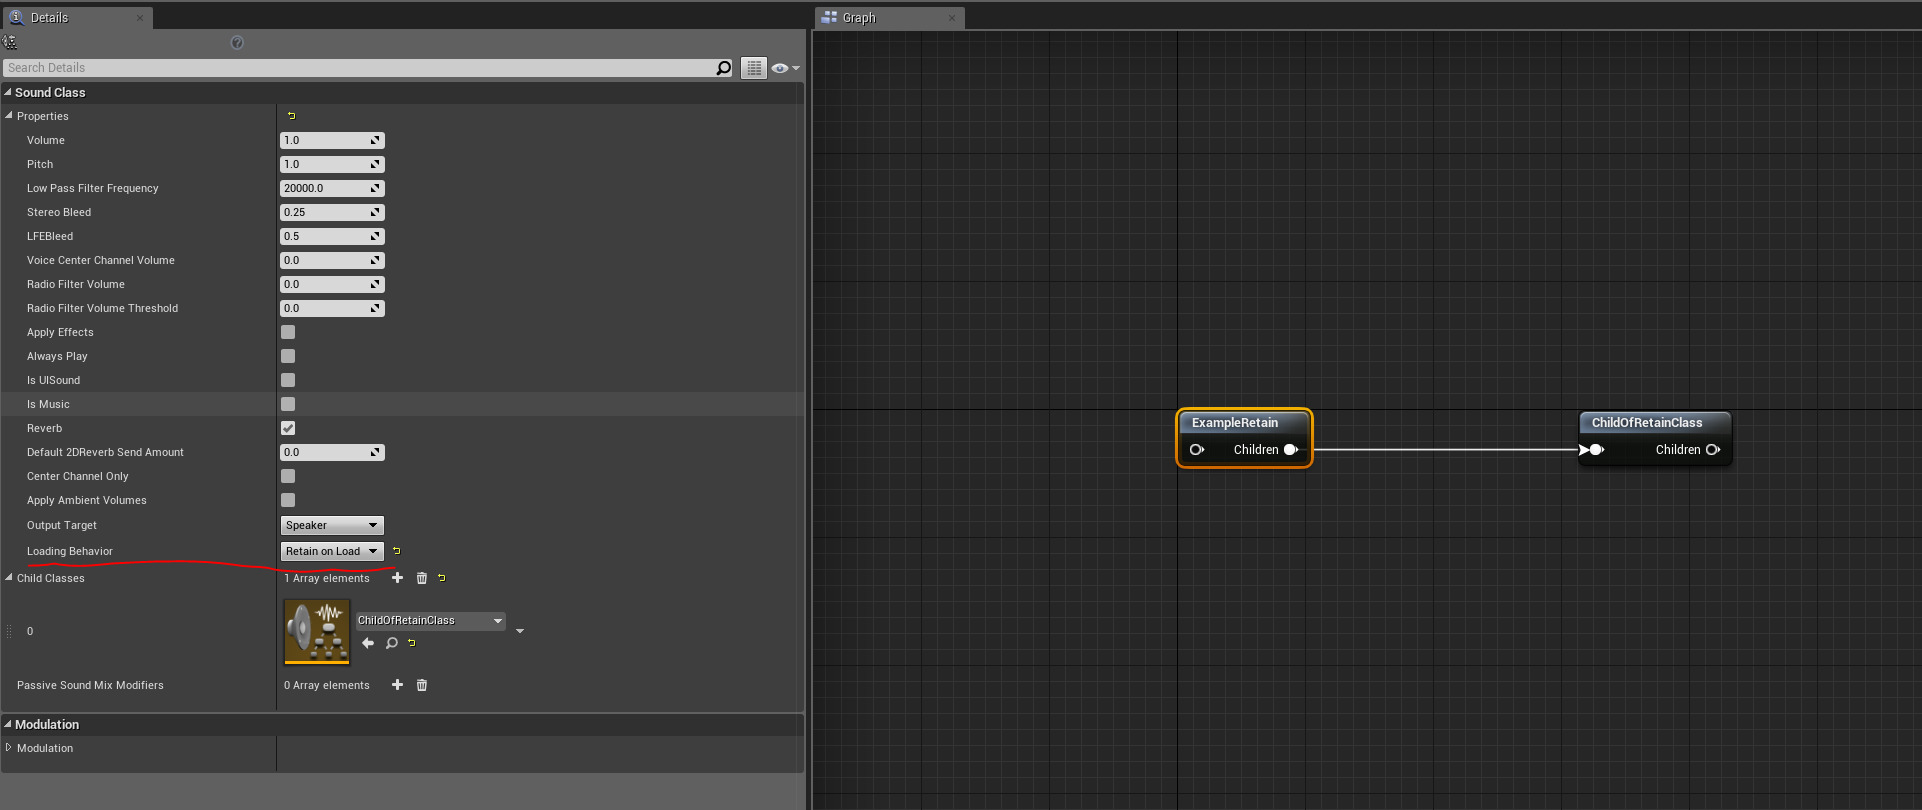 Details
Graph
Search Details
Sound Class
Properties
Volume 1.0
Pitch 1.0
Low Pass Filter Frequency 20000.0
Stereo Bleed 0.25
LFEBleed 0.5
Voice Center Channel Volume 0.0
Radio Filter Volume 0.0
Radio Filter Volume Threshold 0.0
Apply Effects
Always Play
Is UISound
Is Music
Reverb
Default 2DReverb Send Amount 0.0
Center Channel Only
Apply Ambient Volumes
Output Target Speaker
Loading Behavior Retain on Load
Child Classes 1 Array elements
0 ChildOfRetainClass
Passive Sound Mix Modifiers 0 Array elements
Modulation
Modulation
ExampleRetain
Children
ChildOfRetainClass
Children